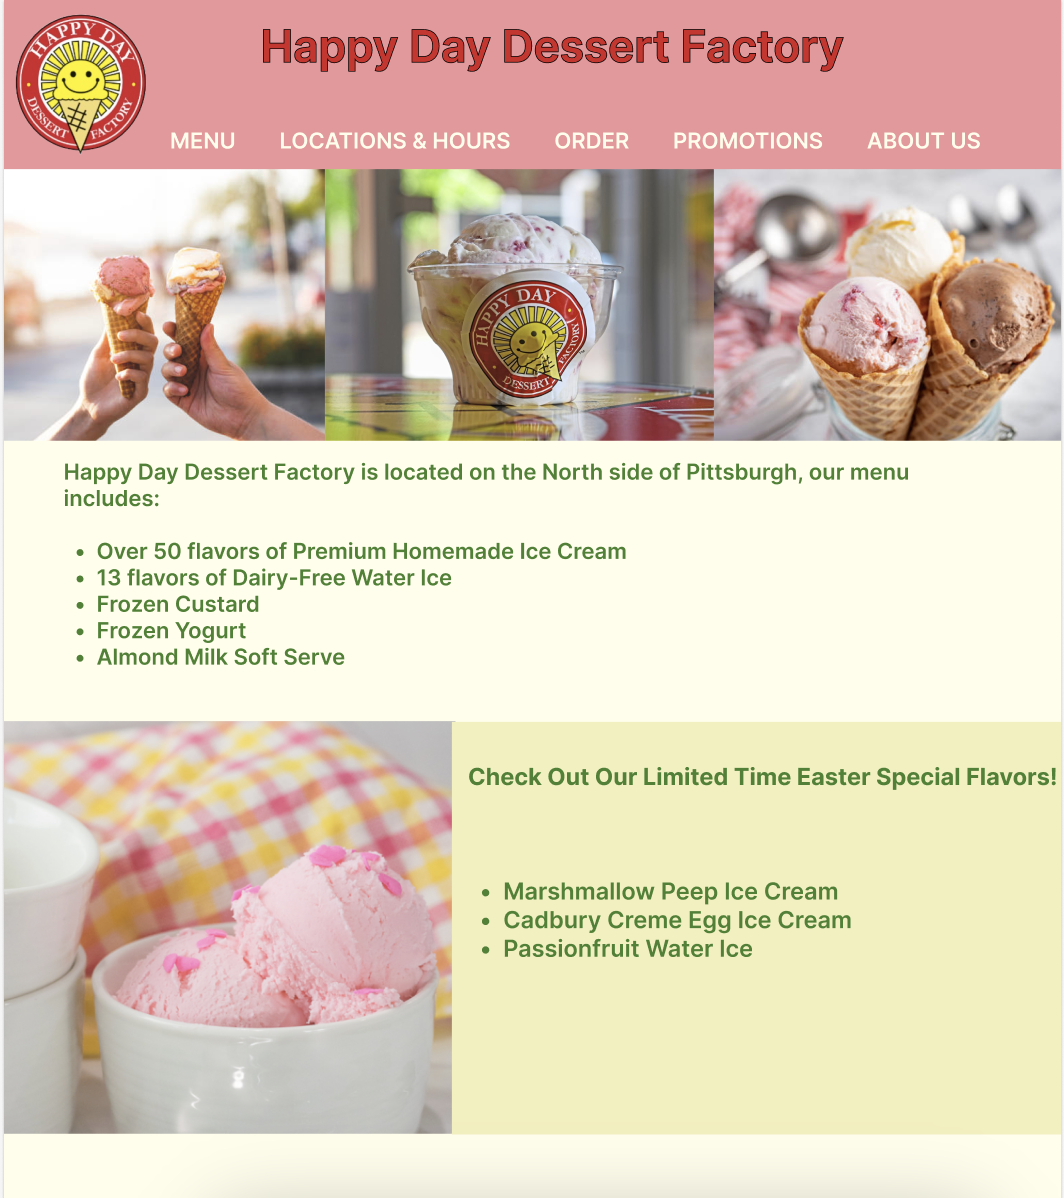 HAPPY DAY
DESSERT FACTORY
Happy Day Dessert Factory
MENU LOCATIONS & HOURS ORDER PROMOTIONS ABOUT US
HAPPY DAY
DESSERT FACTORY
Happy Day Dessert Factory is located on the North side of Pittsburgh, our menu
includes:
• Over 50 flavors of Premium Homemade Ice Cream
• 13 flavors of Dairy-Free Water Ice
• Frozen Custard
• Frozen Yogurt
• Almond Milk Soft Serve
Check Out Our Limited Time Easter Special Flavors!
• Marshmallow Peep Ice Cream
• Cadbury Creme Egg Ice Cream
• Passionfruit Water Ice